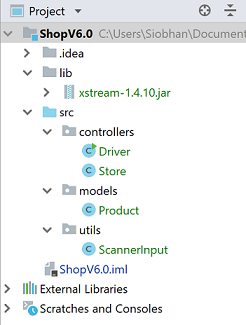 Project
ShopV6.0 C:\Users\Siobhan\Document
.idea
lib
xstream-1.4.10.jar
src
controllers
Driver
Store
models
Product
utils
ScannerInput
ShopV6.0.iml
External Libraries
Scratches and Consoles